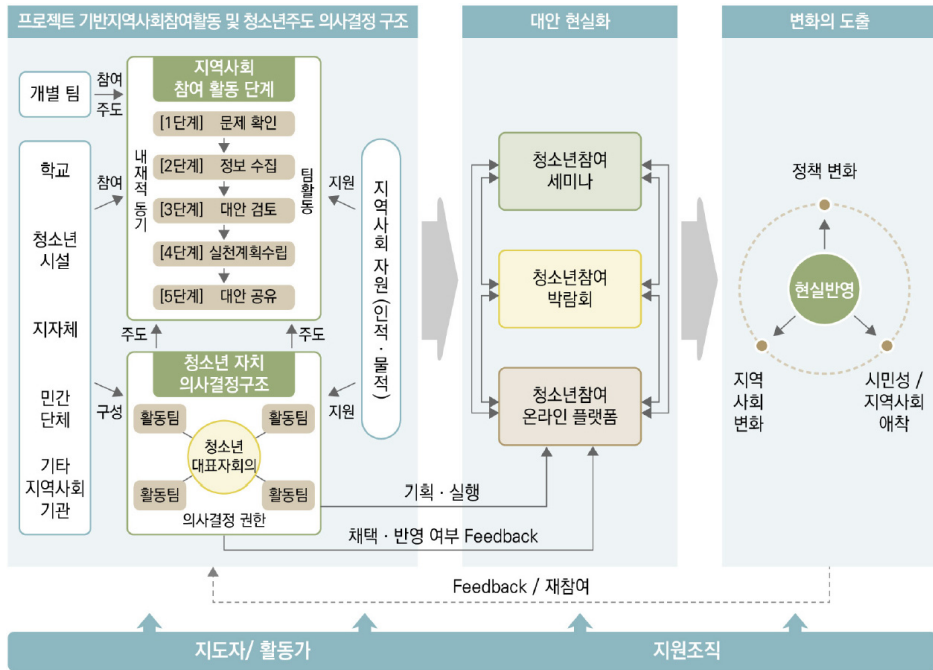 프로젝트 기반지역사회참여활동 및 청소년주도 의사결정 구조
개별 팀
참여
주도
학교
청소년
시설
지자체
민간
단체
기타
지역사회
기관
참여
구성
지역사회
참여 활동 단계
[1단계] 문제 확인
[2단계] 정보 수집
[3단계] 대안 검토
[4단계] 실천계획수립
[5단계] 대안 공유
내재적 동기
팀활동
주도
주도
청소년 자치
의사결정구조
활동팀
활동팀
청소년
대표자회의
활동팀
활동팀
의사결정 권한
지원
지원
지역사회 자원(인적·물적)
기획·실행
채택·반영 여부 Feedback
대안 현실화
청소년참여
세미나
청소년참여
박람회
청소년참여
온라인 플랫폼
변화의 도출
정책 변화
현실반영
지역
사회
변화
시민성 /
지역사회
애착
Feedback / 재참여
지도자/ 활동가
지원조직